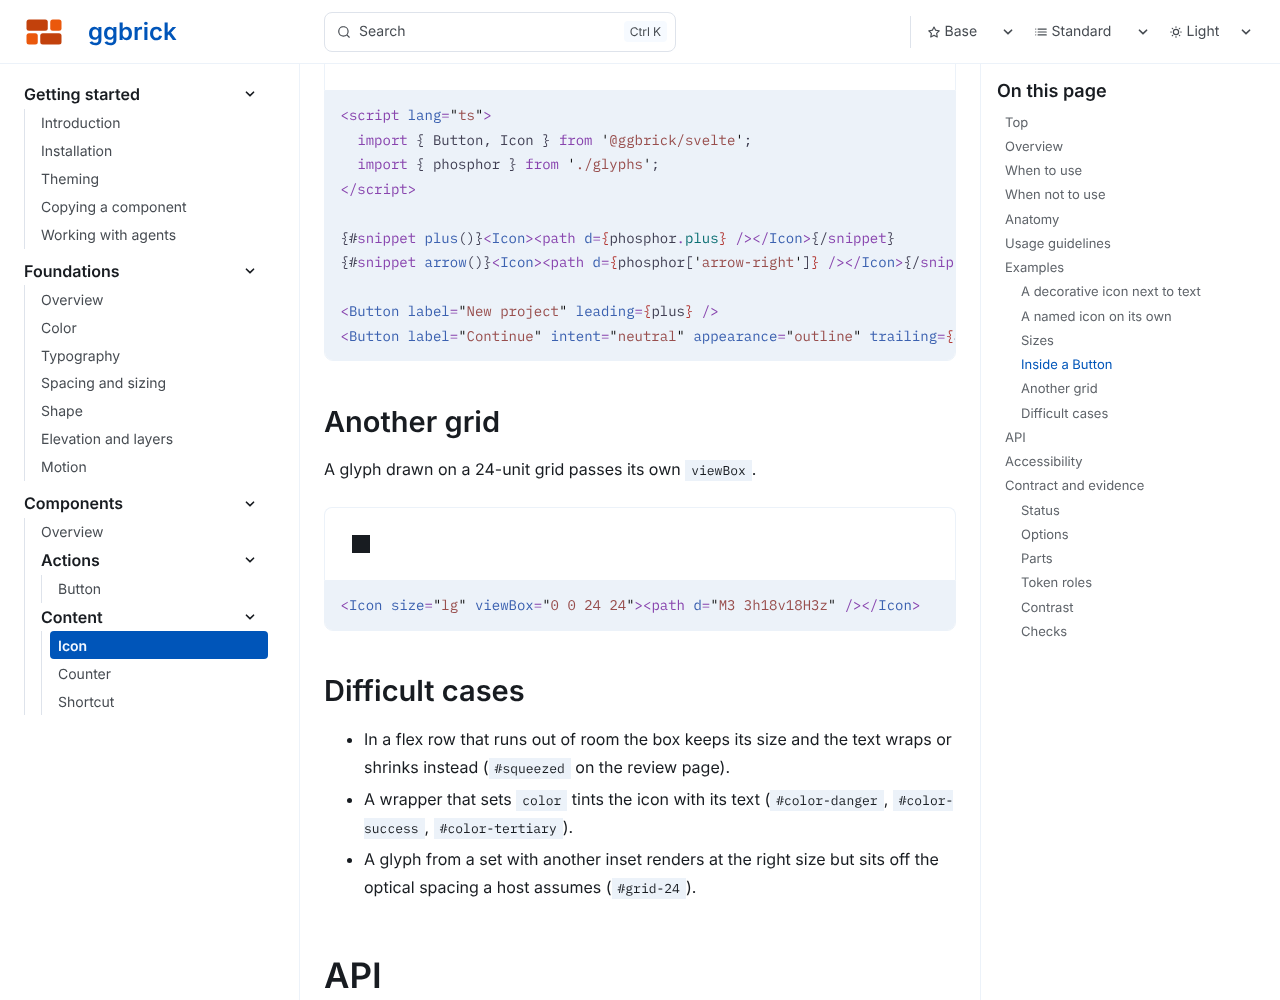 ggbrick
Search
Ctrl K
Base
Standard
Light
Getting started
Introduction
Installation
Theming
Copying a component
Working with agents
Foundations
Overview
Color
Typography
Spacing and sizing
Shape
Elevation and layers
Motion
Components
Overview
Actions
Button
Content
Icon
Counter
Shortcut
<script lang="ts">
  import { Button, Icon } from '@ggbrick/svelte';
  import { phosphor } from './glyphs';
</script>
{#snippet plus()}<Icon><path d={phosphor.plus} /></Icon>{/snippet}
{#snippet arrow()}<Icon><path d={phosphor['arrow-right']} /></Icon>{/snip
<Button label="New project" leading={plus} />
<Button label="Continue" intent="neutral" appearance="outline" trailing={
Another grid
A glyph drawn on a 24-unit grid passes its own viewBox.
<Icon size="lg" viewBox="0 0 24 24"><path d="M3 3h18v18H3z" /></Icon>
Difficult cases
• In a flex row that runs out of room the box keeps its size and the text wraps or
shrinks instead (#squeezed on the review page).
• A wrapper that sets color tints the icon with its text (#color-danger, #color-
success, #color-tertiary).
• A glyph from a set with another inset renders at the right size but sits off the
optical spacing a host assumes (#grid-24).
API
On this page
Top
Overview
When to use
When not to use
Anatomy
Usage guidelines
Examples
A decorative icon next to text
A named icon on its own
Sizes
Inside a Button
Another grid
Difficult cases
API
Accessibility
Contract and evidence
Status
Options
Parts
Token roles
Contrast
Checks